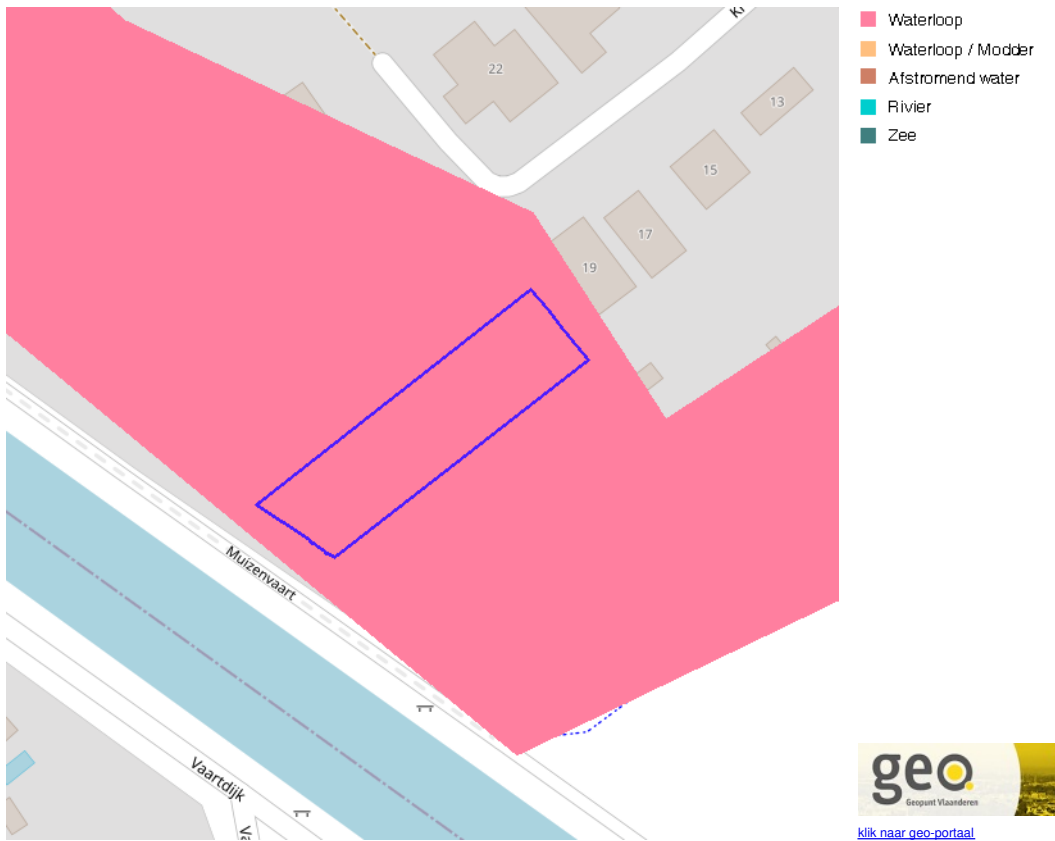 Waterloop
Waterloop / Modder
Afstromend water
Rivier
Zee
22
13
15
17
19
Muizenvaart
Vaartdijk
geo.
Geopunt Vlaanderen
klik naar geo-portaal